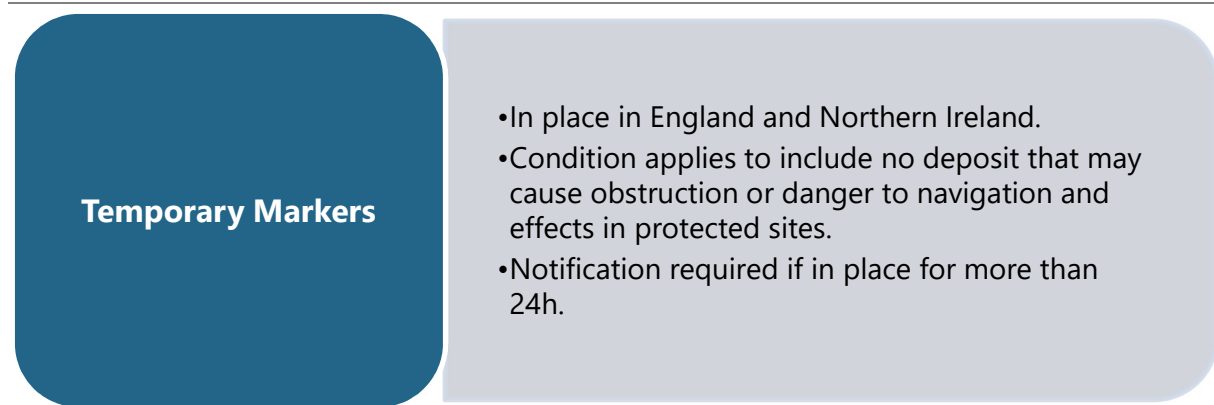 Temporary Markers
•In place in England and Northern Ireland.
•Condition applies to include no deposit that may
cause obstruction or danger to navigation and
effects in protected sites.
•Notification required if in place for more than
24h.